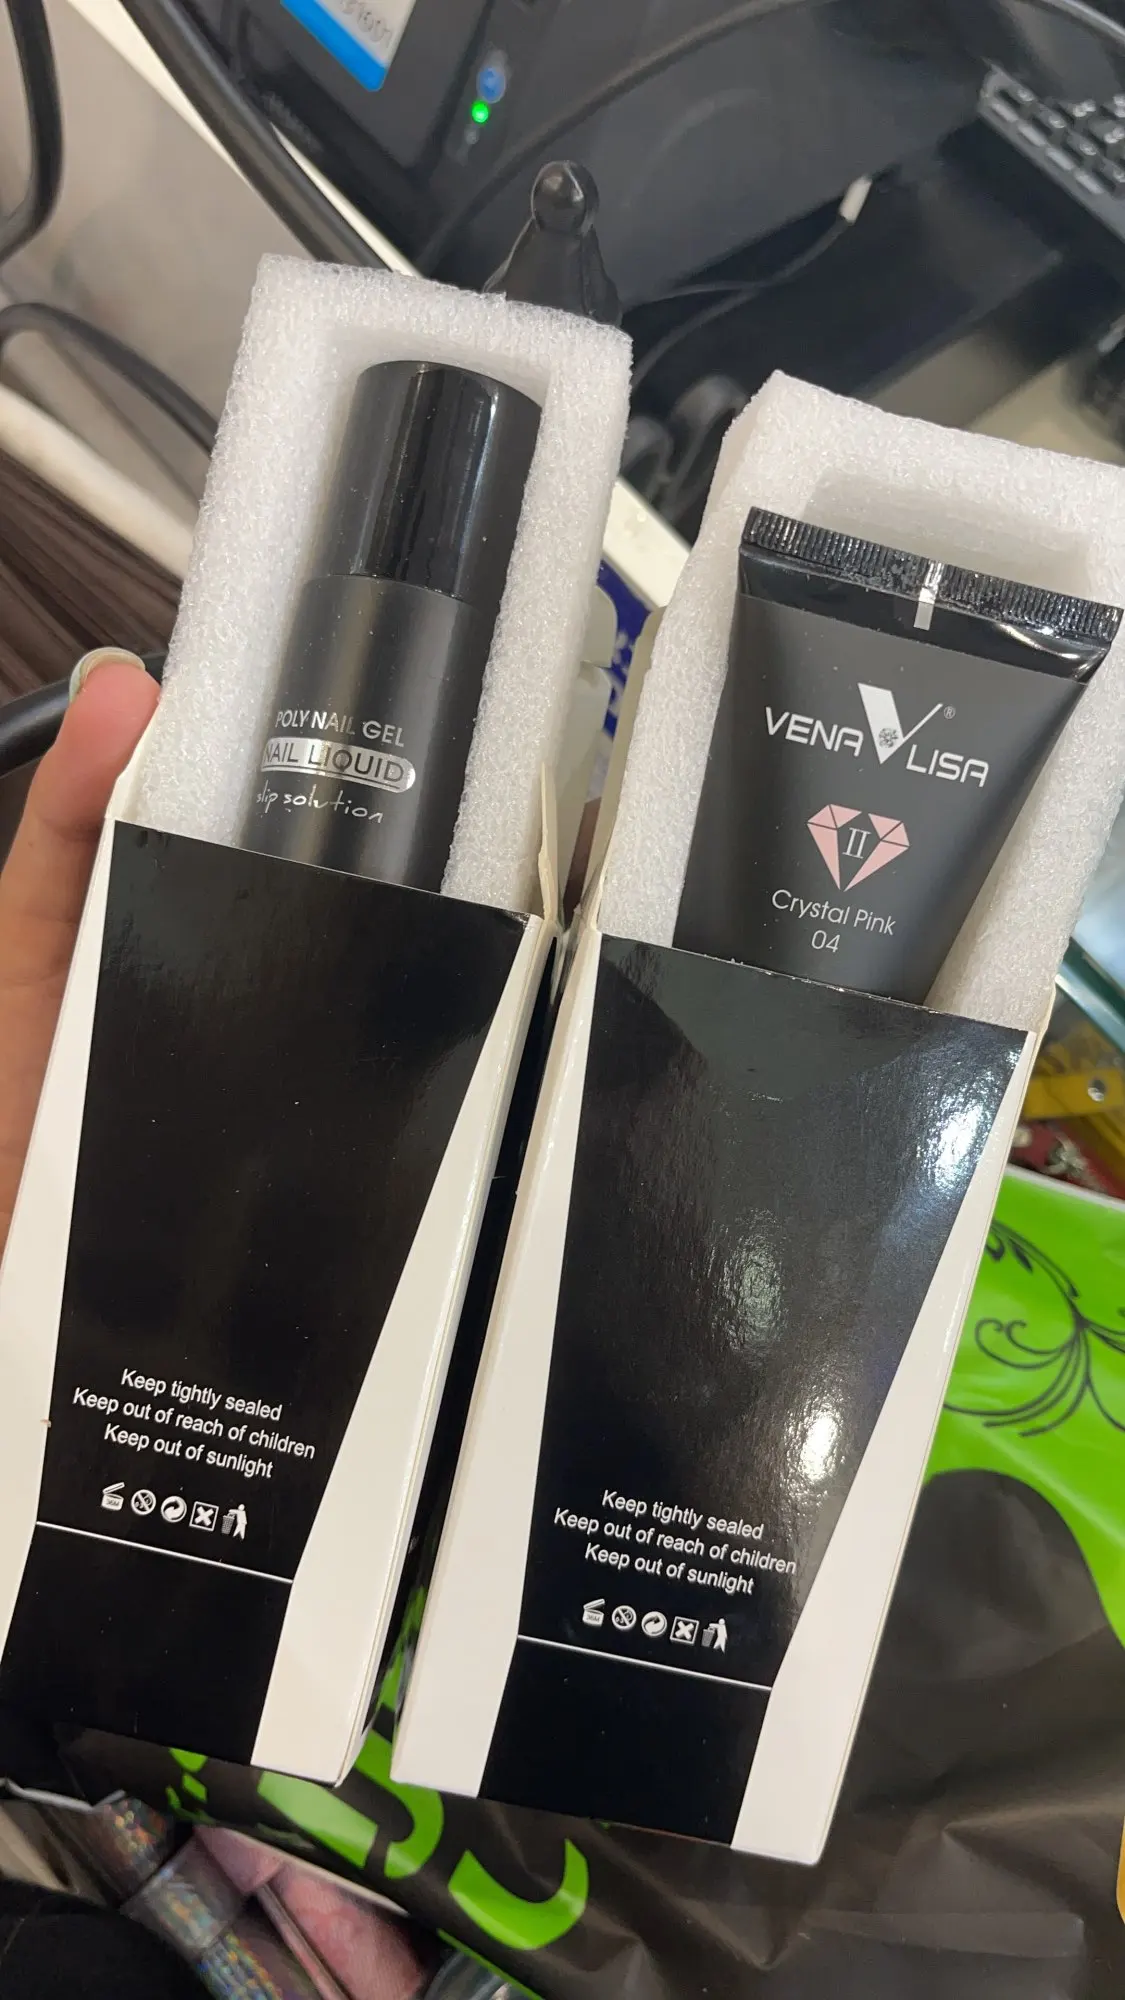 POLY NAIL GEL
NAIL LIQUID
slip solution
VENA V LISA ®
II
Crystal Pink
04
Keep tightly sealed
Keep out of reach of children
Keep out of sunlight
36M
Keep tightly sealed
Keep out of reach of children
Keep out of sunlight
36M